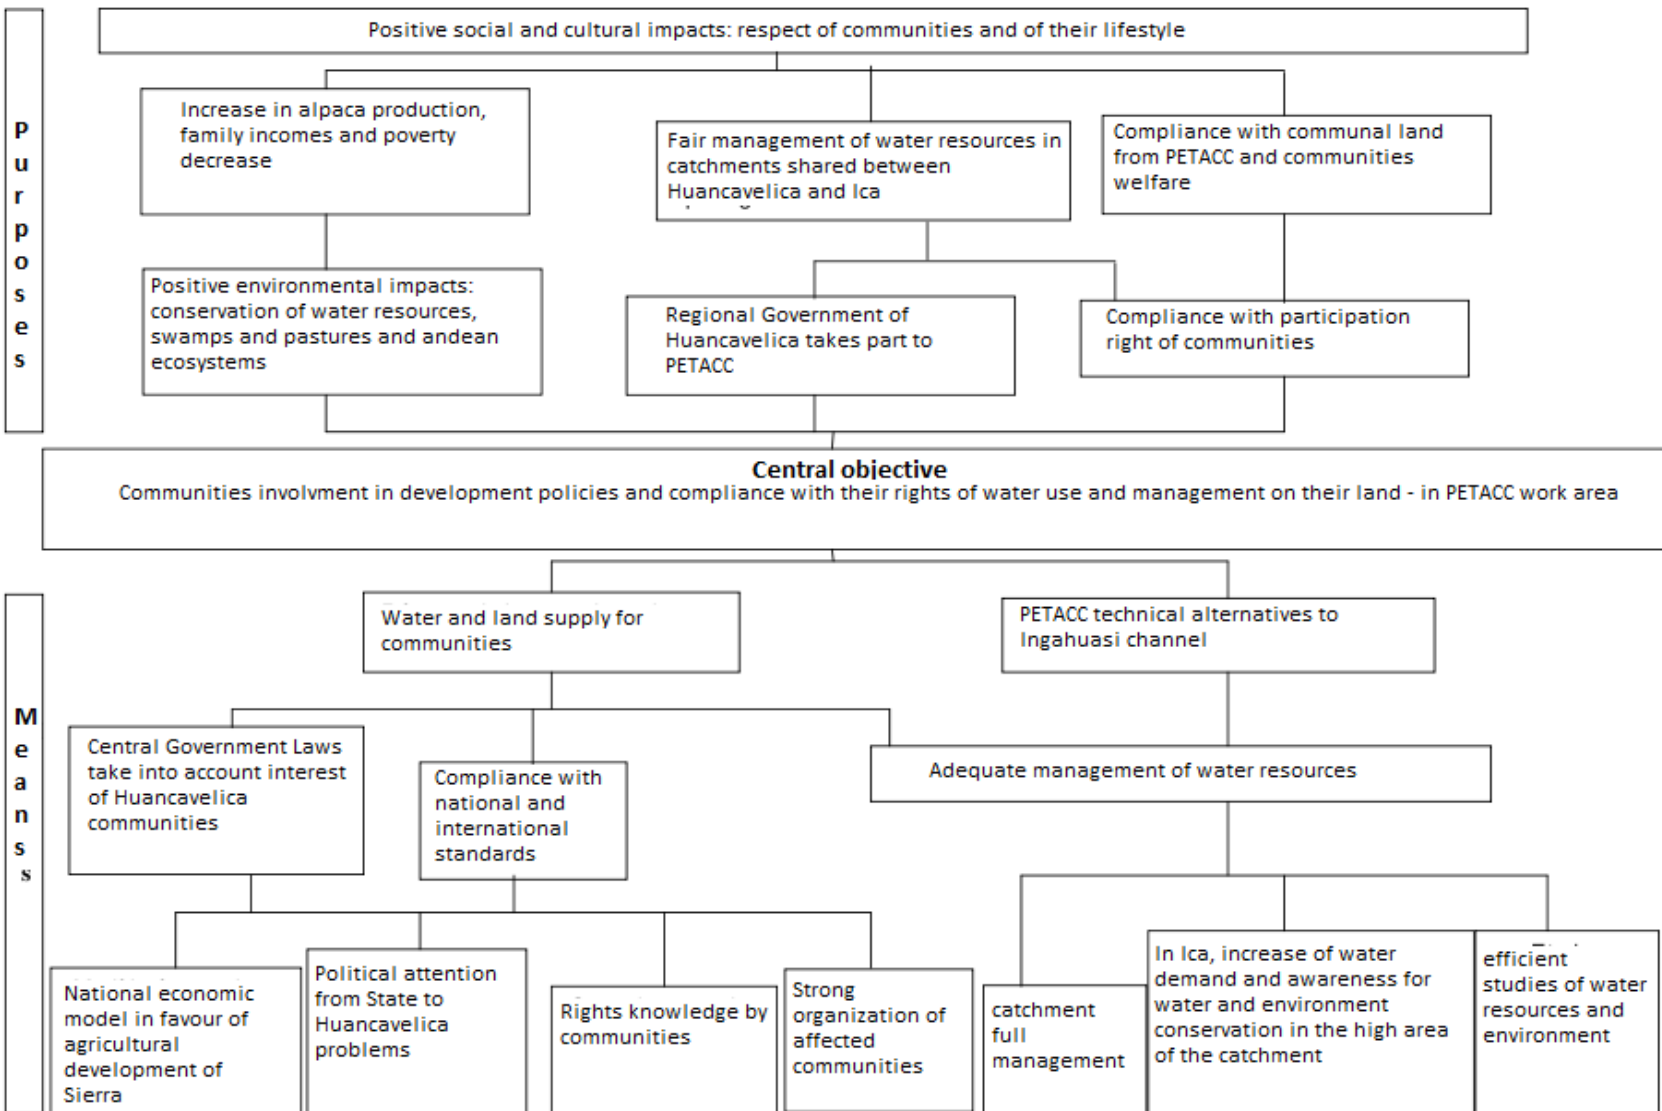 Purposes
Positive social and cultural impacts: respect of communities and of their lifestyle
Increase in alpaca production,
family incomes and poverty
decrease
Fair management of water resources in
catchments shared between
Huancavelica and Ica
Compliance with communal land
from PETACC and communities
welfare
Positive environmental impacts:
conservation of water resources,
swamps and pastures and andean
ecosystems
Regional Government of
Huancavelica takes part to
PETACC
Compliance with participation
right of communities
Central objective
Communities involvment in development policies and compliance with their rights of water use and management on their land - in PETACC work area
Means
Water and land supply for
communities
PETACC technical alternatives to
Ingahuasi channel
Central Government Laws
take into account interest
of Huancavelica
communities
Compliance with
national and
international
standards
Adequate management of water resources
National economic
model in favour of
agricultural
development of
Sierra
Political attention
from State to
Huancavelica
problems
Rights knowledge by
communities
Strong
organization of
affected
communities
catchment
full
management
In Ica, increase of water
demand and awareness for
water and environment
conservation in the high area
of the catchment
efficient
studies of water
resources and
environment